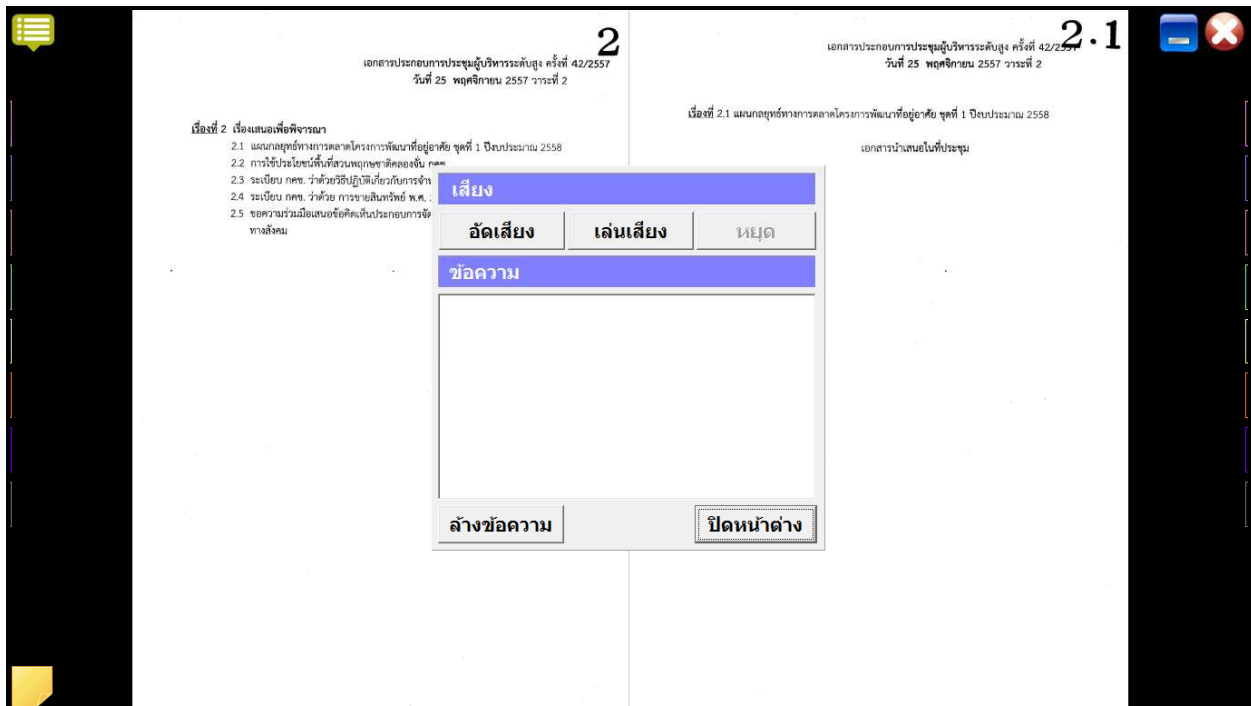 2
เอกสารประกอบการประชุมผู้บริหารระดับสูง ครั้งที่ 42/2557
วันที่ 25 พฤศจิกายน 2557 วาระที่ 2
เรื่องที่ 2 เรื่องเสนอเพื่อพิจารณา
2.1 แผนกลยุทธ์ทางการตลาดโครงการพัฒนาที่อยู่อาศัย ชุดที่ 1 ปีงบประมาณ 2558
2.2 การใช้ประโยชน์พื้นที่สวนพฤกษชาติคลองจั่น
2.3 ระเบียบ กคช. ว่าด้วยวิธีปฏิบัติเกี่ยวกับการ
2.4 ระเบียบ กคช. ว่าด้วย การขายสินทรัพย์ พ.ศ.
2.5 ขอความร่วมมือเสนอข้อคิดเห็นประกอบการ
ทางสังคม
2.1
เอกสารประกอบการประชุมผู้บริหารระดับสูง ครั้งที่ 42/2557
วันที่ 25 พฤศจิกายน 2557 วาระที่ 2
เรื่องที่ 2.1 แผนกลยุทธ์ทางการตลาดโครงการพัฒนาที่อยู่อาศัย ชุดที่ 1 ปีงบประมาณ 2558
เอกสารนำเสนอในที่ประชุม
เสียง
อัดเสียง เล่นเสียง หยุด
ข้อความ
ล้างข้อความ ปิดหน้าต่าง